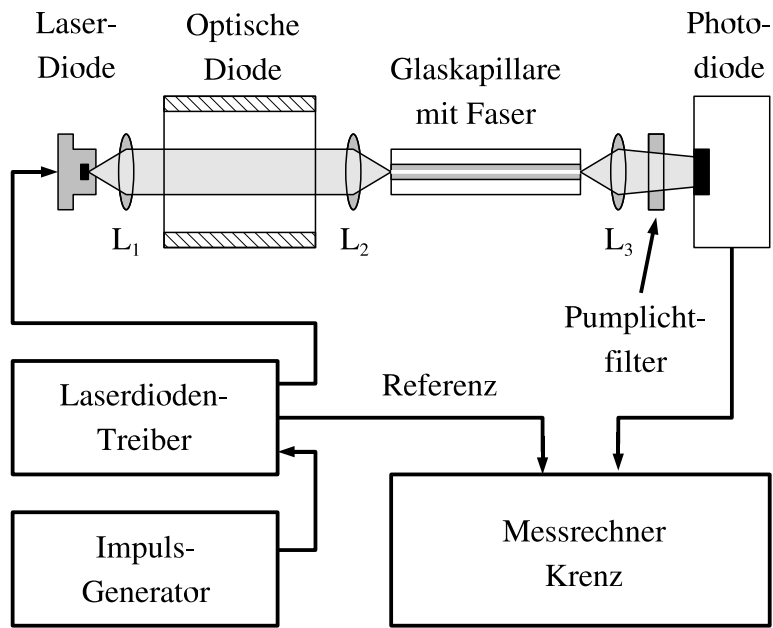 Laser-
Diode
Optische
Diode
Glaskapillare
mit Faser
Photo-
diode
L1
L2
L3
Pumplicht-
filter
Laserdioden-
Treiber
Referenz
Impuls-
Generator
Messrechner
Krenz